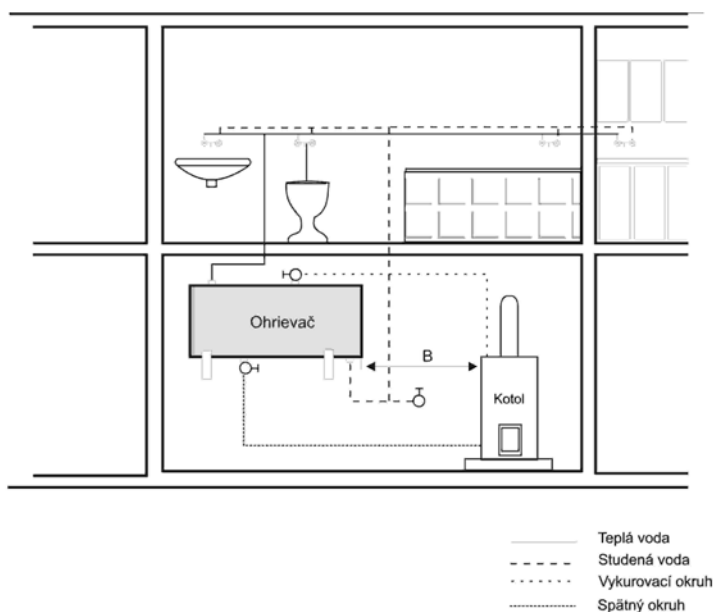 Ohrievač
B
Kotol
Teplá voda
Studená voda
Vykurovací okruh
Spätný okruh